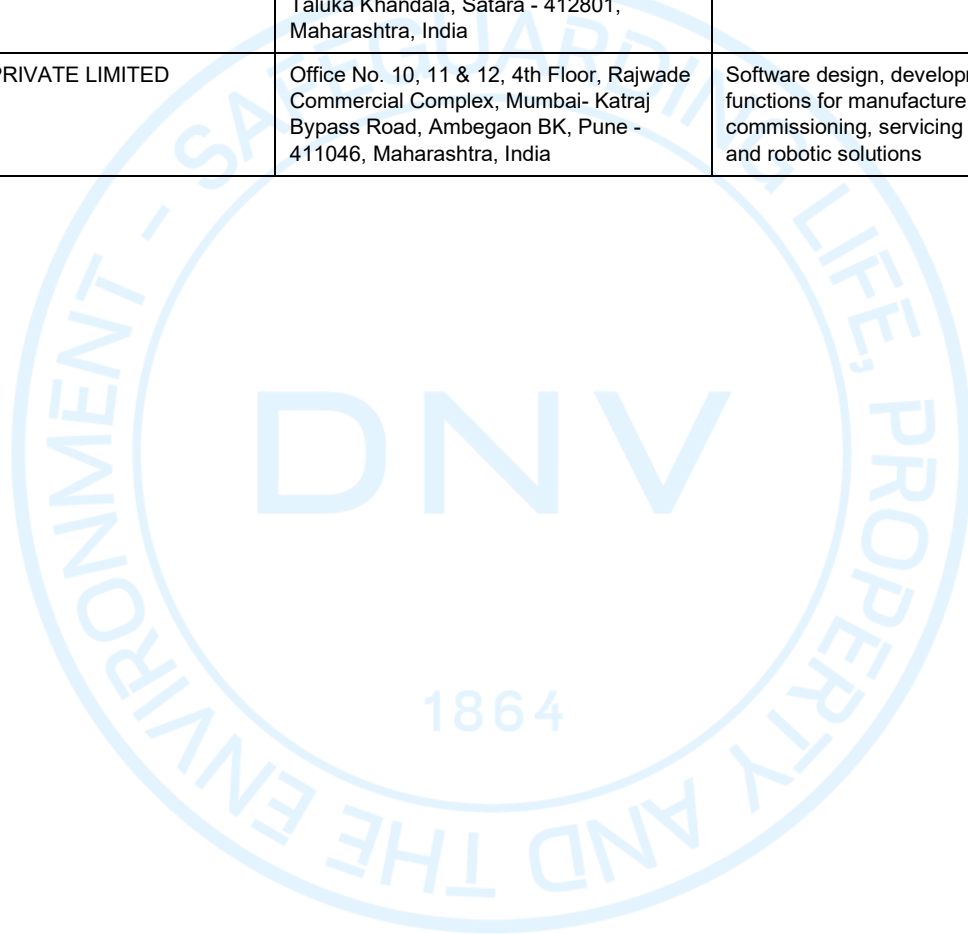 Taluka Khandala, Satara - 412801,
Maharashtra, India
PRIVATE LIMITED
Office No. 10, 11 & 12, 4th Floor, Rajwade
Commercial Complex, Mumbai- Katraj
Bypass Road, Ambegaon BK, Pune -
411046, Maharashtra, India
functions for manufacture
Software design,
commissioning, servicing
and robotic solutions
SAFEGUARDING LIFE, PROPERTY AND THE ENVIRONMENT -
DNV
1864